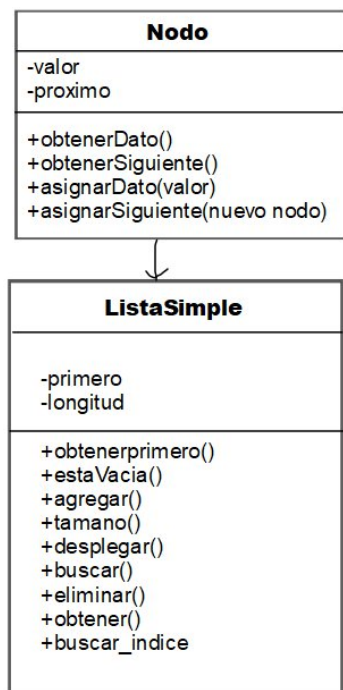 Nodo
-valor
-proximo
+obtenerDato()
+obtenerSiguiente()
+asignarDato(valor)
+asignarSiguiente(nuevo nodo)
ListaSimple
-primero
-longitud
+obtenerprimero()
+estaVacia()
+agregar()
+tamano()
+desplegar()
+buscar()
+eliminar()
+obtener()
+buscar_indice